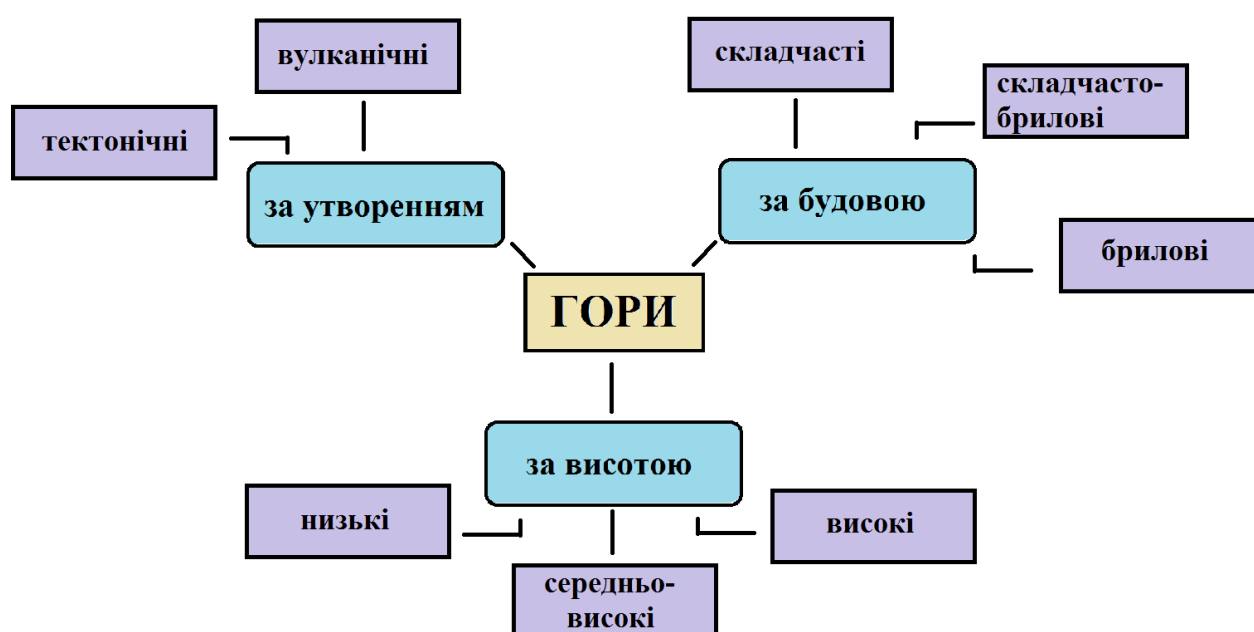 вулканічні
складчасті
складчасто-
брилові
тектонічні
за утворенням
за будовою
брилові
ГОРИ
за висотою
низькі
високі
середньо-
високі